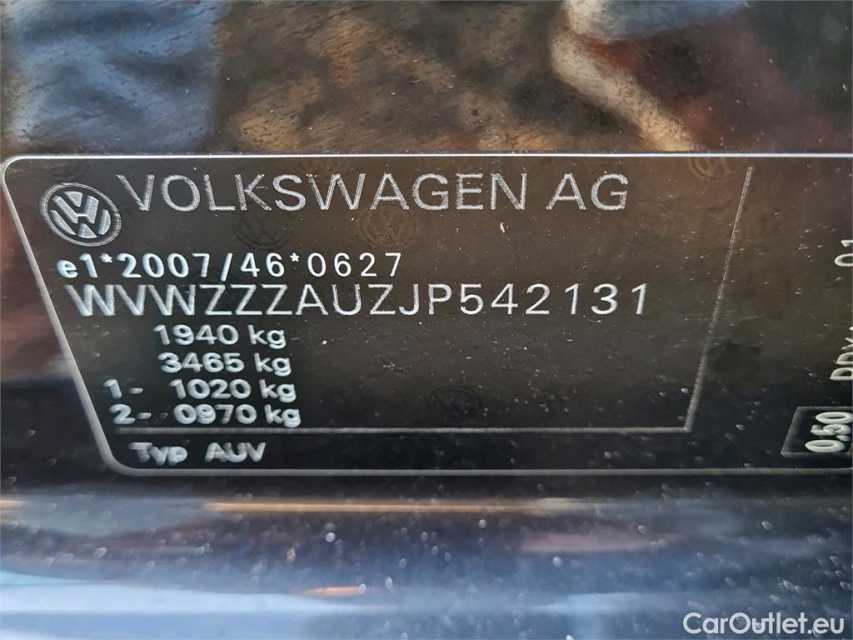 VOLKSWAGEN AG
e1*2007/46*0627
WVWZZZAUZJP542131
1940 kg
3465 kg
1- 1020 kg
2- 0970 kg
Typ AUV
01
0,50
CarOutlet.eu